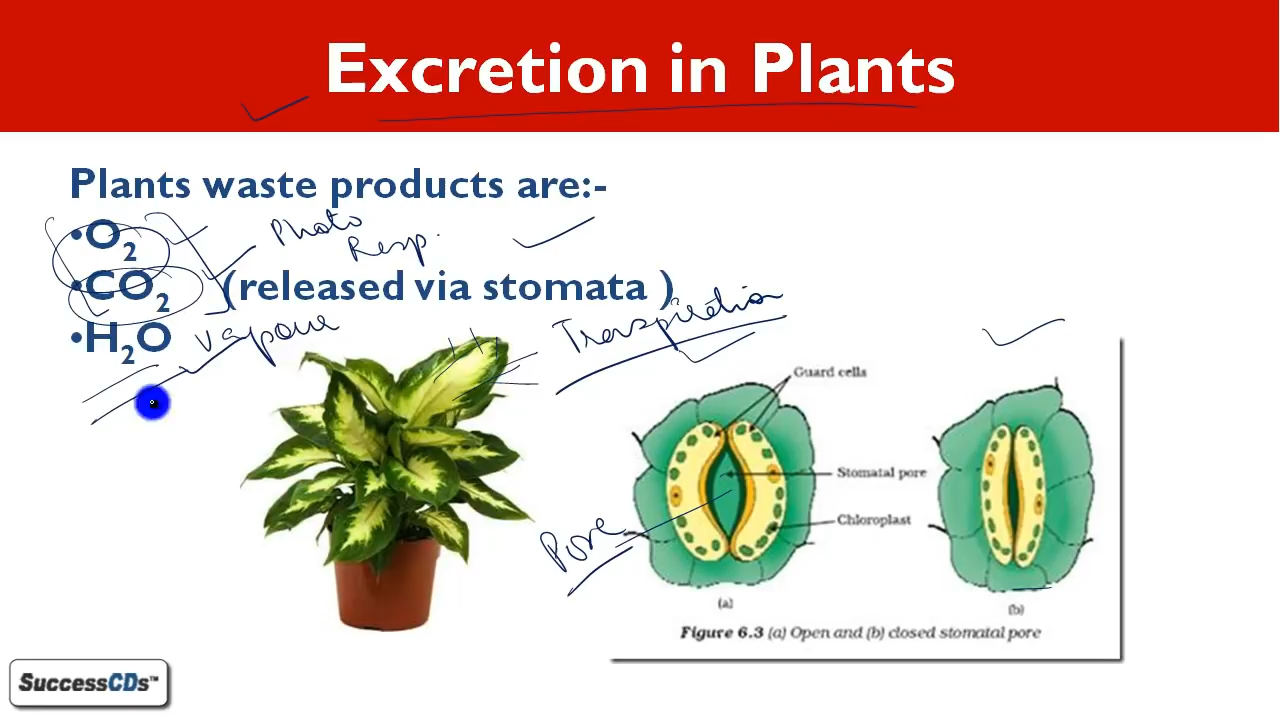 Excretion in Plants
Plants waste products are:-
•O2
Photo
Resp.
•CO2 (released via stomata )
•H2O vapour
Transpiration
Guard cells
Stomatal pore
Chloroplast
Pore
(a)
(b)
Figure 6.3 (a) Open and (b) closed stomatal pore
SuccessCDs™